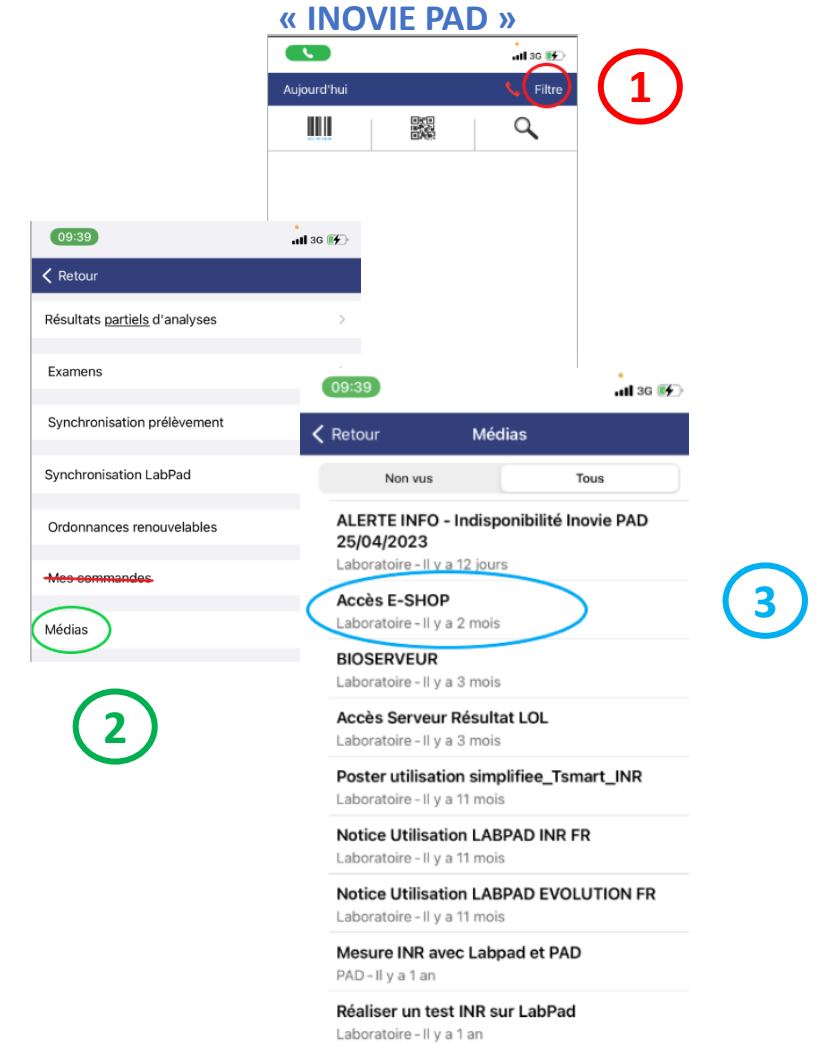 « INOVIE PAD »
3G
Aujourd'hui
Filtre
1
09:39
3G
Retour
Résultats partiels d'analyses
Examens
Synchronisation prélèvement
Synchronisation LabPad
Ordonnances renouvelables
Mes commandes
Médias
2
09:39
3G
Retour
Médias
Non vus
Tous
ALERTE INFO - Indisponibilité Inovie PAD
25/04/2023
Laboratoire - Il y a 12 jours
Accès E-SHOP
Laboratoire - Il y a 2 mois
3
BIOSERVEUR
Laboratoire - Il y a 3 mois
Accès Serveur Résultat LOL
Laboratoire - Il y a 3 mois
Poster utilisation simplifiee_Tsmart_INR
Laboratoire - Il y a 11 mois
Notice Utilisation LABPAD INR FR
Laboratoire - Il y a 11 mois
Notice Utilisation LABPAD EVOLUTION FR
Laboratoire - Il y a 11 mois
Mesure INR avec Labpad et PAD
PAD - Il y a 1 an
Réaliser un test INR sur LabPad
Laboratoire - Il y a 1 an